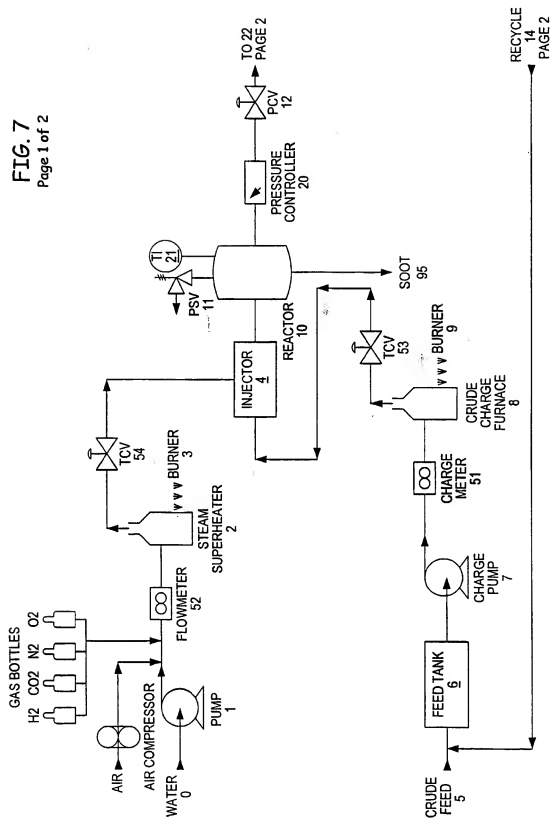 FIG. 7
Page 1 of 2
GAS BOTTLES
H2
CO2
N2
O2
AIR
AIR COMPRESSOR
WATER
0
PUMP
1
FLOWMETER
52
STEAM
SUPERHEATER
2
BURNER
3
TCV
54
INJECTOR
4
REACTOR
10
PSV
11
TI
21
PRESSURE
CONTROLLER
20
PCV
12
TO 22
PAGE 2
SOOT
95
CRUDE
FEED
5
FEED TANK
6
CHARGE
PUMP
7
CHARGE
METER
51
CRUDE
CHARGE
FURNACE
8
BURNER
9
TCV
53
RECYCLE
14
PAGE 2